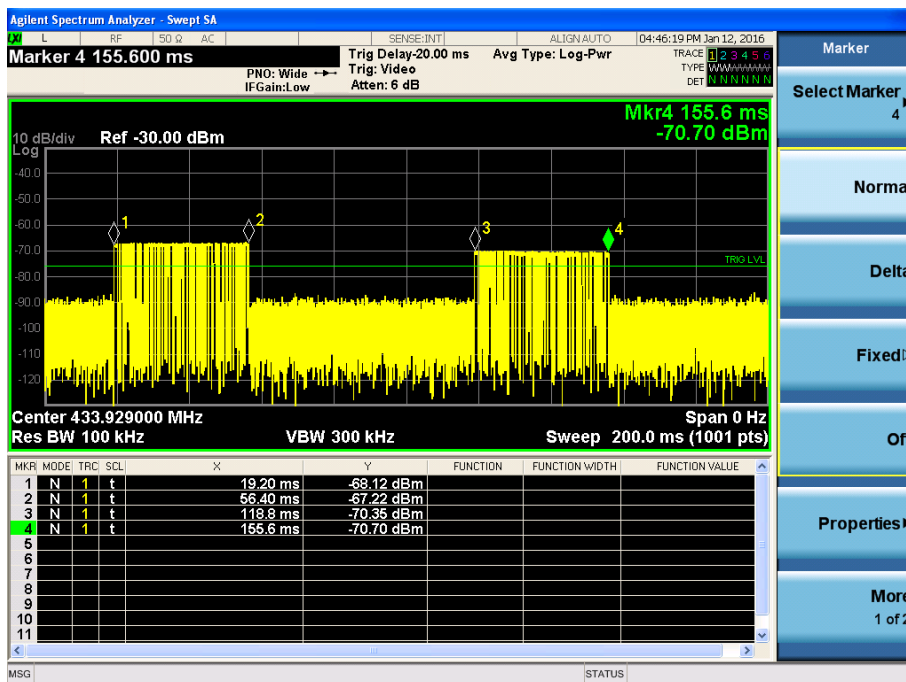 Agilent Spectrum Analyzer - Swept SA
LXI L RF 50 Ω AC SENSE:INT ALIGN AUTO 04:46:19 PM Jan 12, 2016
Marker 4 155.600 ms
PNO: Wide
IFGain:Low
Trig Delay-20.00 ms
Trig: Video
Atten: 6 dB
Avg Type: Log-Pwr
TRACE 1 2 3 4 5 6
TYPE WWWWWW
DET N N N N N N
Mkr4 155.6 ms
-70.70 dBm
10 dB/div Ref -30.00 dBm
Log
-40.0
-50.0
-60.0
-70.0
-80.0
-90.0
-100
-110
-120
1
2
3
4
TRIG LVL
Center 433.929000 MHz Span 0 Hz
Res BW 100 kHz VBW 300 kHz Sweep 200.0 ms (1001 pts)
MKR MODE TRC SCL X Y FUNCTION FUNCTION WIDTH FUNCTION VALUE
1 N 1 t 19.20 ms -68.12 dBm
2 N 1 t 56.40 ms -67.22 dBm
3 N 1 t 118.8 ms -70.35 dBm
4 N 1 t 155.6 ms -70.70 dBm
5
6
7
8
9
10
11
MSG STATUS
Marker
Select Marker
4
Norma
Delta
Fixed
Of
Properties
More
1 of 2